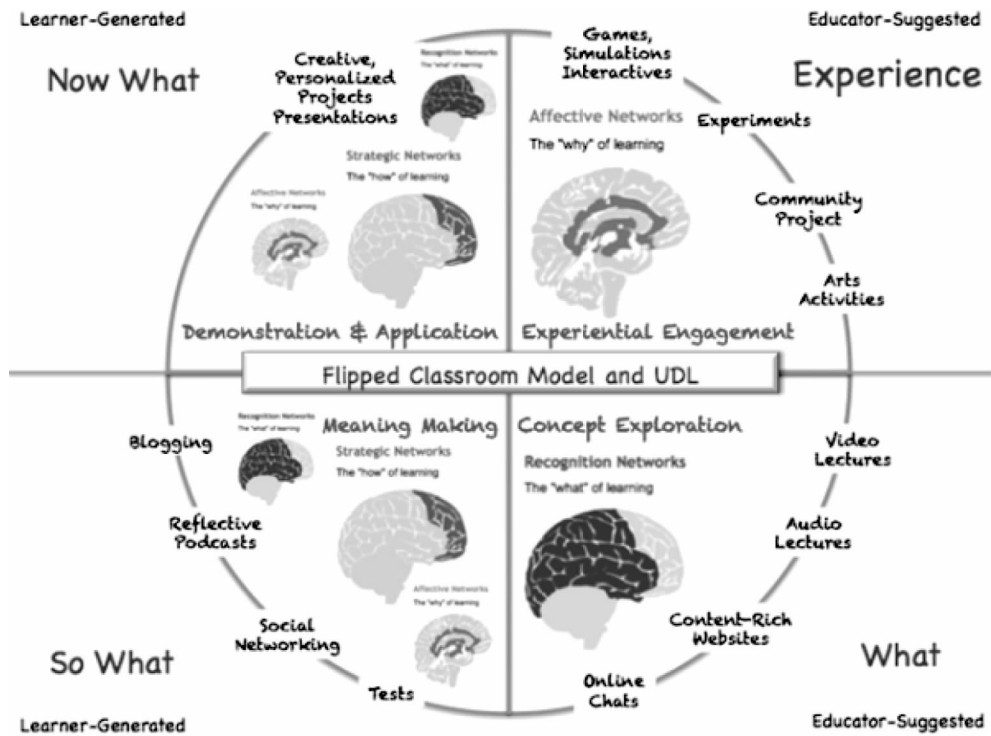 Learner-Generated
Now What
Creative,
Personalized
Projects
Presentations
Recognition Networks
The "what" of learning
Strategic Networks
The "how" of learning
Affective Networks
The "why" of learning
Demonstration & Application
Educator-Suggested
Experience
Games,
Simulations
Interactives
Affective Networks
The "why" of learning
Experiments
Community
Project
Arts
Activities
Experiential Engagement
Flipped Classroom Model and UDL
Recognition Networks
The "what" of learning
Meaning Making
Strategic Networks
The "how" of learning
Affective Networks
The "why" of learning
Blogging
Reflective
Podcasts
Social
Networking
Tests
So What
Learner-Generated
Concept Exploration
Recognition Networks
The "what" of learning
Video
Lectures
Audio
Lectures
Content-Rich
Websites
Online
Chats
What
Educator-Suggested